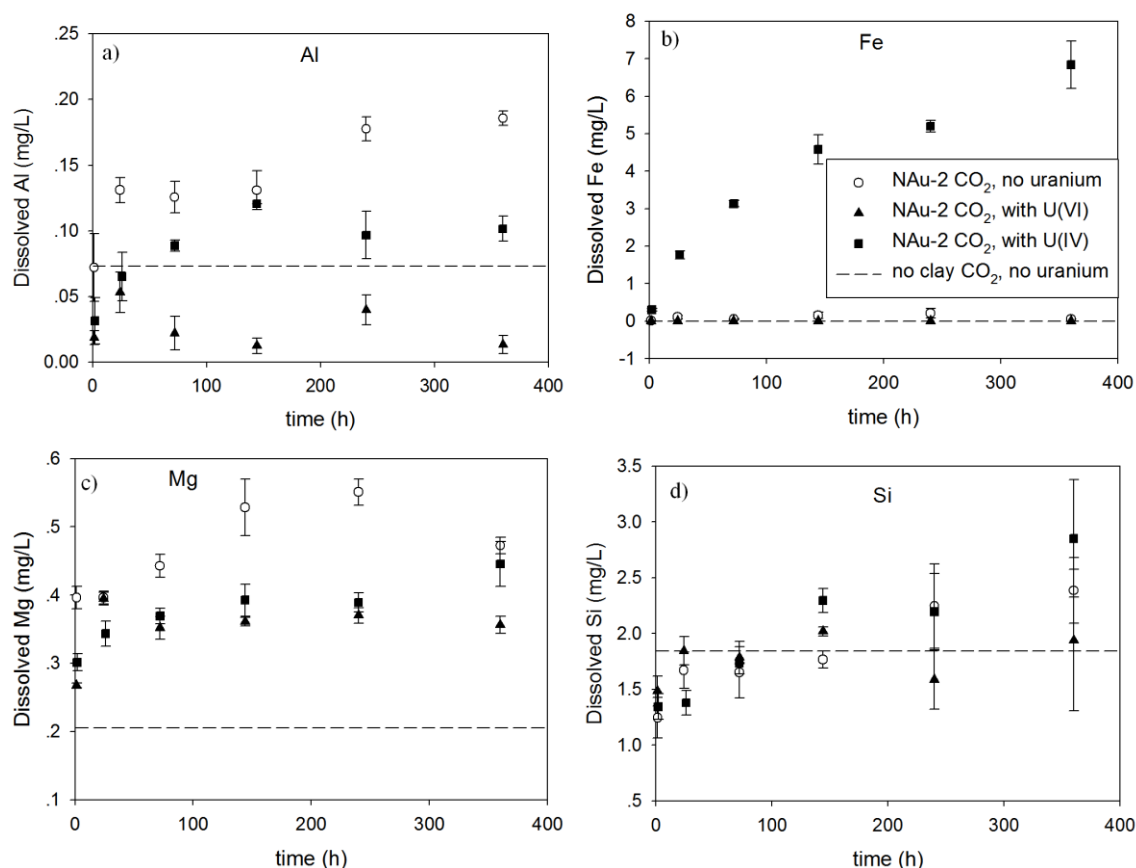 a)
Al
.25
.20
.15
.10
.05
0.00
Dissolved Al (mg/L)
0 100 200 300 400
time (h)
b)
Fe
8
7
6
5
4
3
2
1
0
-1
Dissolved Fe (mg/L)
NAu-2 CO₂, no uranium
NAu-2 CO₂, with U(VI)
NAu-2 CO₂, with U(IV)
no clay CO₂, no uranium
0 100 200 300 400
time (h)
c)
Mg
.6
.5
.4
.3
.2
.1
Dissolved Mg (mg/L)
0 100 200 300 400
time (h)
d)
Si
3.5
3.0
2.5
2.0
1.5
1.0
.5
Dissolved Si (mg/L)
0 100 200 300 400
time (h)